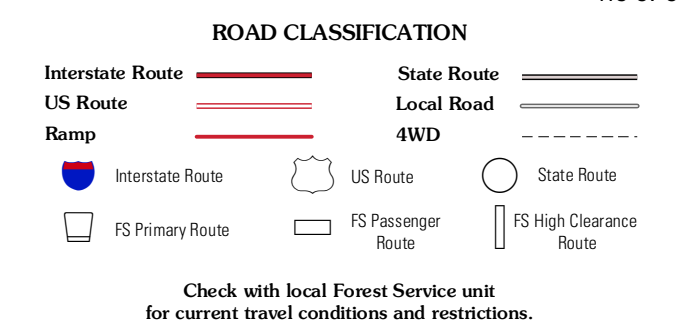 ROAD CLASSIFICATION
Interstate Route
State Route
US Route
Local Road
Ramp
4WD
Interstate Route
US Route
State Route
FS Primary Route
FS Passenger
Route
FS High Clearance
Route
Check with local Forest Service unit
for current travel conditions and restrictions.